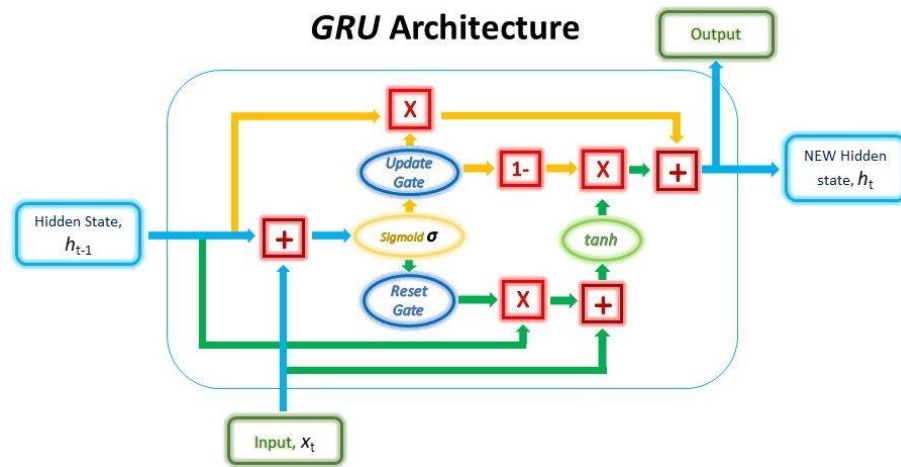 GRU Architecture
Output
X
Update
Gate
1-
X
+
NEW Hidden
state, hₜ
Hidden State,
hₜ₋₁
+
Sigmoid σ
tanh
Reset
Gate
X
+
Input, xₜ